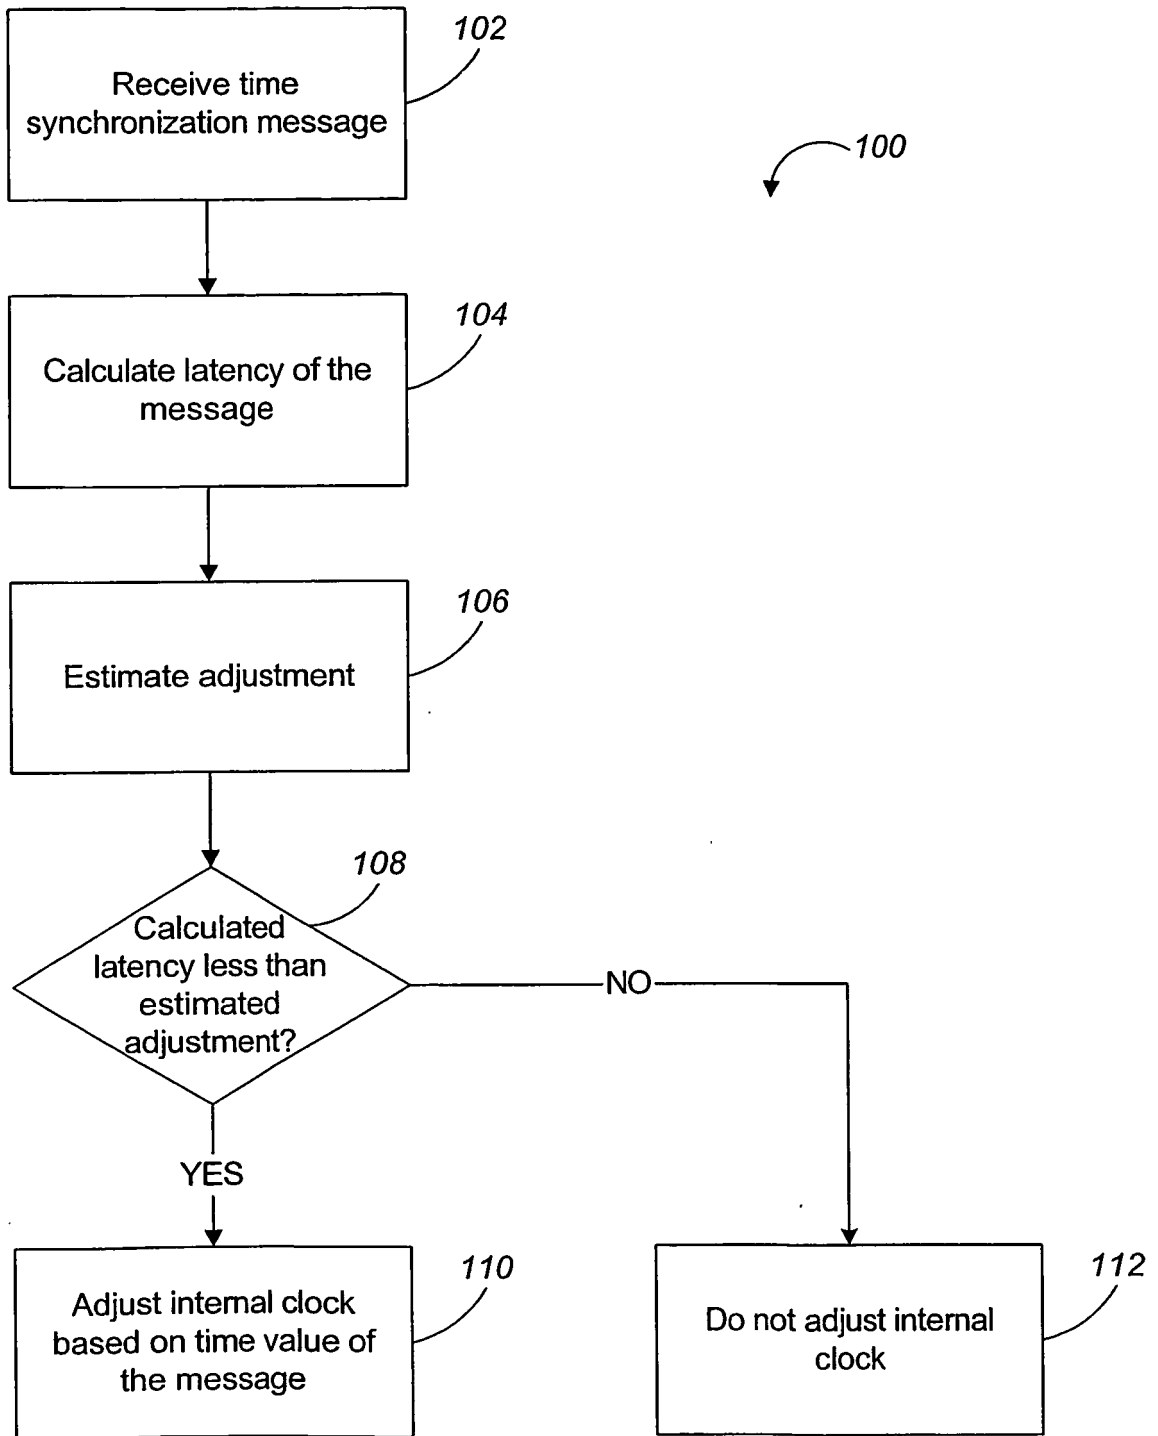 102
Receive time
synchronization message
100
104
Calculate latency of the
message
106
Estimate adjustment
108
Calculated
latency less than
estimated
adjustment?
NO
YES
110
Adjust internal clock
based on time value of
the message
112
Do not adjust internal
clock